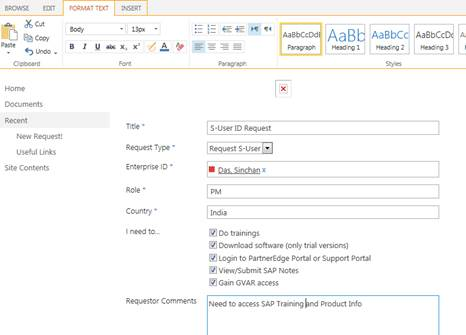 BROWSE EDIT FORMAT TEXT INSERT
Paste
Cut
Copy
Undo
Clipboard
Body 13px
B I U abc x₂ x²
A
Font
Paragraph
AaBbCcDdE AaBb AaBbC AaBbCcD AaBbC
Paragraph Heading 1 Heading 2 Heading 3 Heading
Styles
Home
Documents
Recent
New Request!
Useful Links
Site Contents
Title * S-User ID Request
Request Type * Request S-User
Enterprise ID * Das, Sinchan x
Role * PM
Country * India
I need to...
Do trainings
Download software (only trial versions)
Login to PartnerEdge Portal or Support Portal
View/Submit SAP Notes
Gain GVAR access
Requestor Comments Need to access SAP Training and Product Info